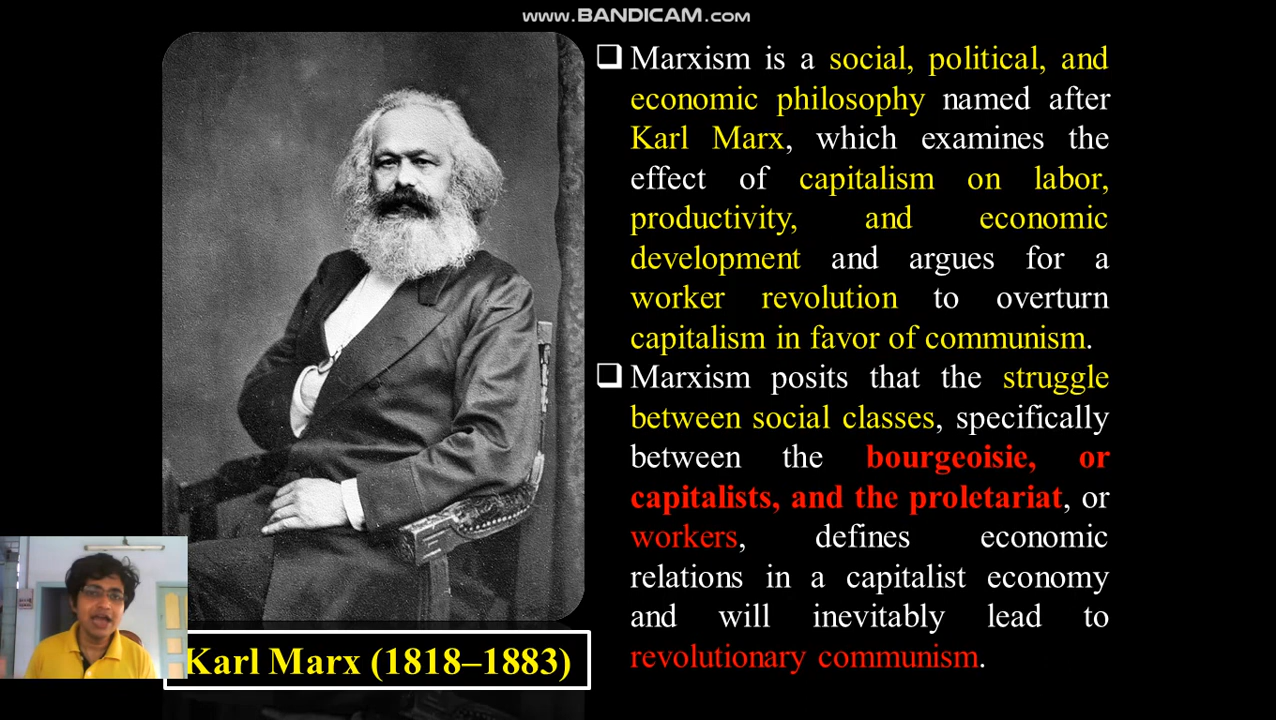 www.BANDICAM.com
❑ Marxism is a social, political, and
economic philosophy named after
Karl Marx, which examines the
effect of capitalism on labor,
productivity, and economic
development and argues for a
worker revolution to overturn
capitalism in favor of communism.
❑ Marxism posits that the struggle
between social classes, specifically
between the bourgeoisie, or
capitalists, and the proletariat, or
workers, defines economic
relations in a capitalist economy
and will inevitably lead to
revolutionary communism.
Karl Marx (1818–1883)